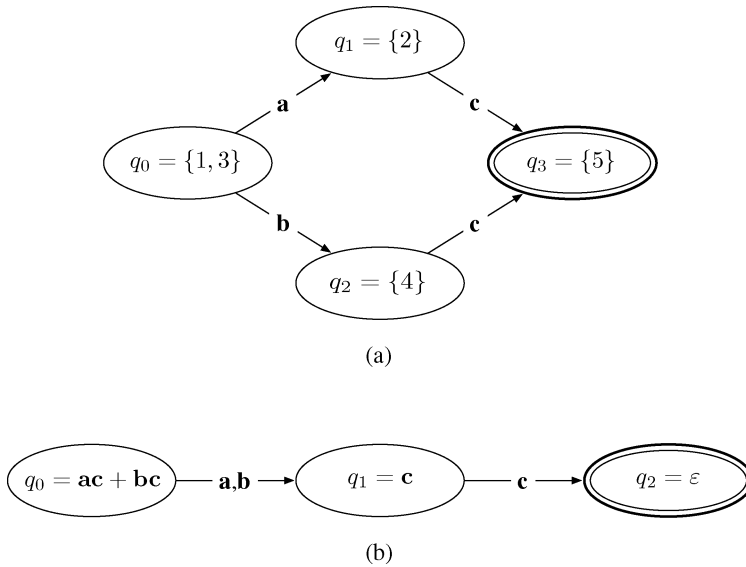 q₁ = {2}
a
c
q₀ = {1, 3}
q₃ = {5}
b
c
q₂ = {4}
(a)
q₀ = ac + bc
a,b
q₁ = c
c
q₂ = ε
(b)